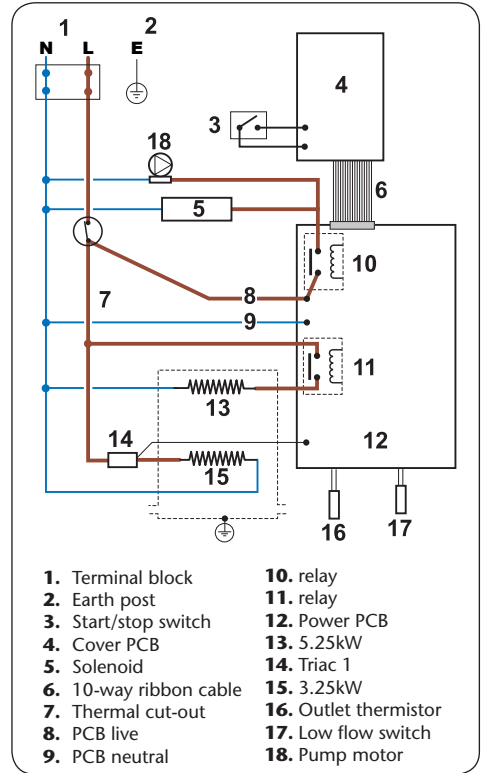 1
2
N L E
3
4
18
5
6
7
8
9
10
11
12
13
14
15
16
17
1. Terminal block
2. Earth post
3. Start/stop switch
4. Cover PCB
5. Solenoid
6. 10-way ribbon cable
7. Thermal cut-out
8. PCB live
9. PCB neutral
10. relay
11. relay
12. Power PCB
13. 5.25kW
14. Triac 1
15. 3.25kW
16. Outlet thermistor
17. Low flow switch
18. Pump motor